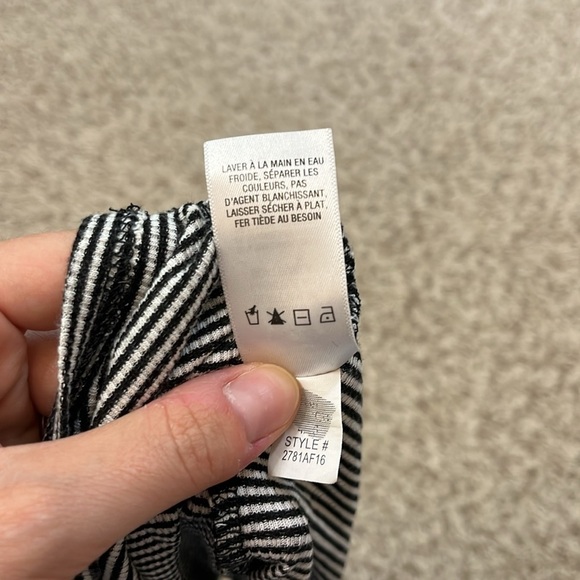 LAVER À LA MAIN EN EAU
FROIDE, SÉPARER LES
COULEURS, PAS
D'AGENT BLANCHISSANT,
LAISSER SÉCHER À PLAT,
FER TIÈDE AU BESOIN
STYLE #
2781AF16